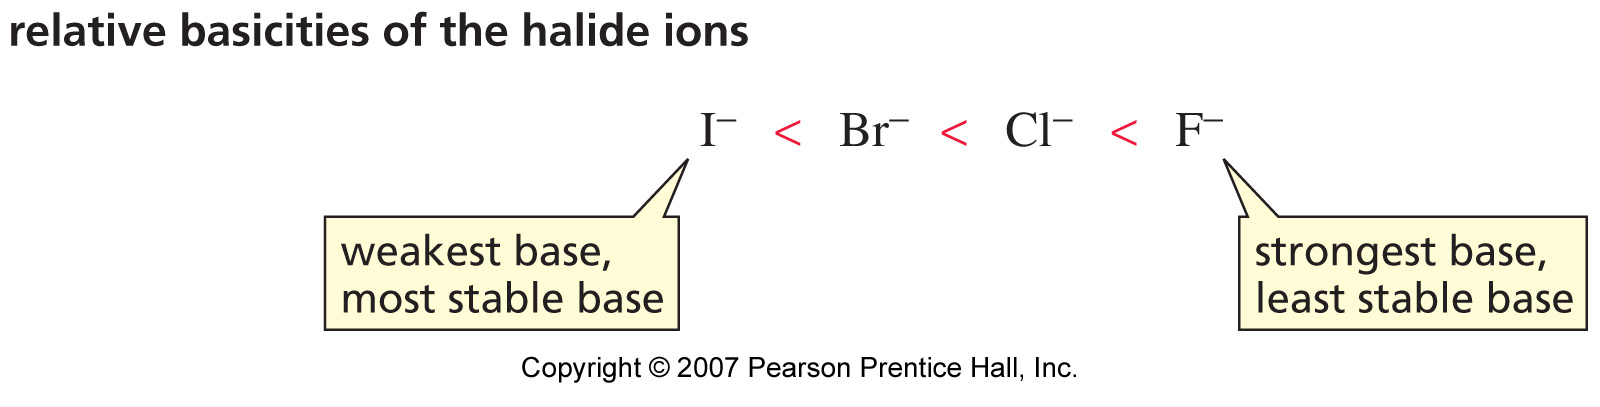 relative basicities of the halide ions
I⁻ < Br⁻ < Cl⁻ < F⁻
weakest base,
most stable base
strongest base,
least stable base
Copyright © 2007 Pearson Prentice Hall, Inc.